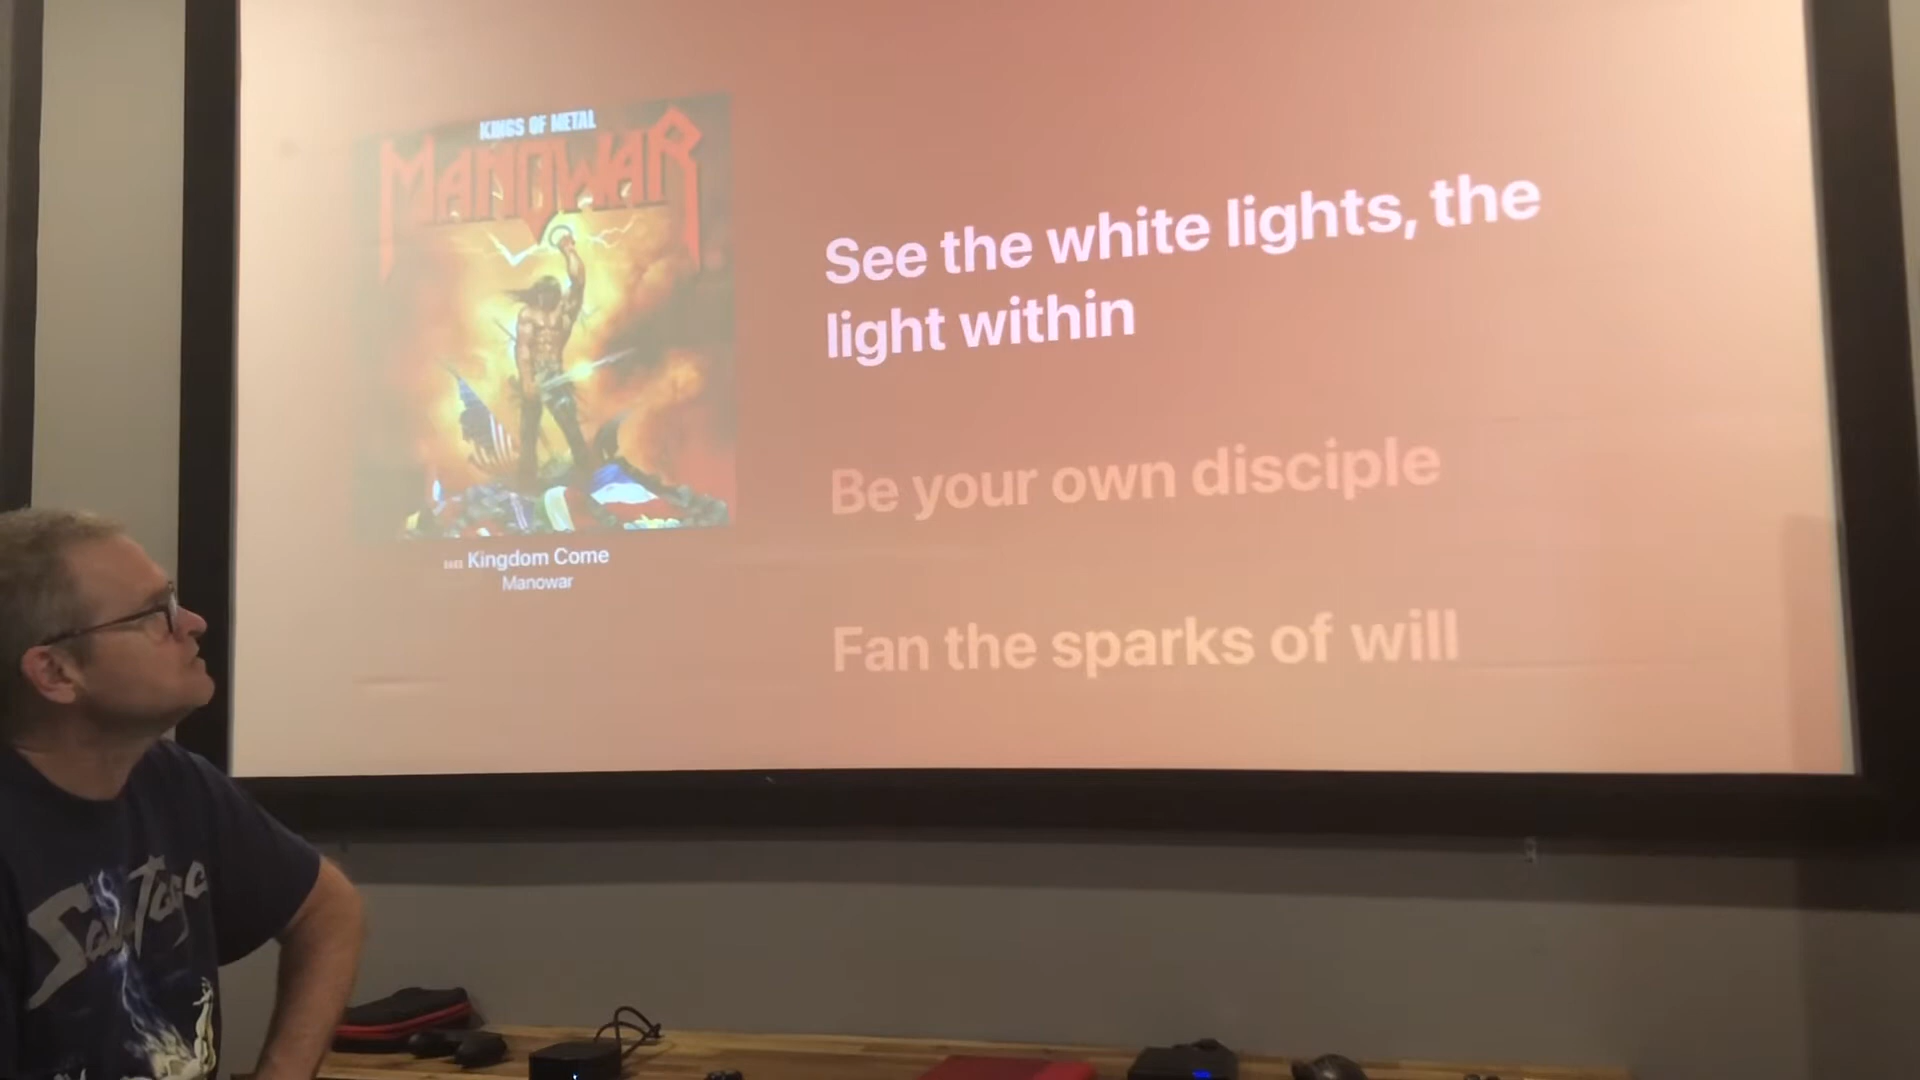 KINGS OF METAL
MANOWAR
See the white lights, the
light within
Be your own disciple
Fan the sparks of will
Kingdom Come
Manowar
Savatage